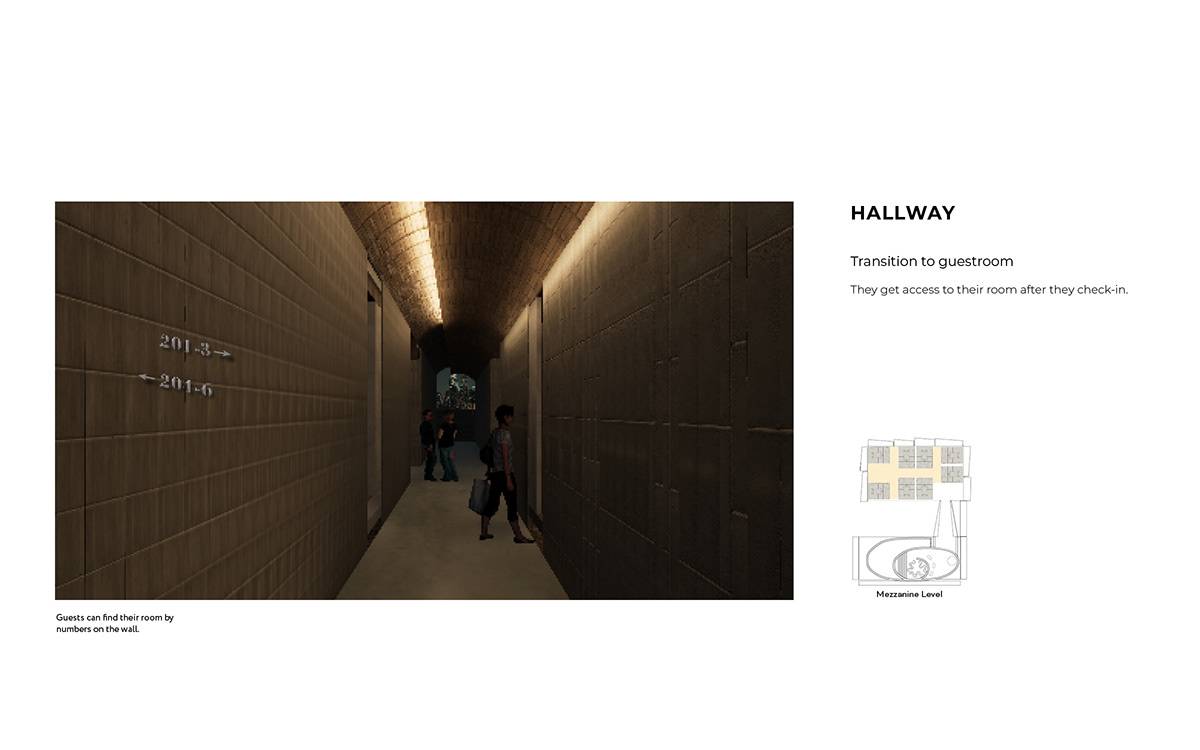 HALLWAY
Transition to guestroom
They get access to their room after they check-in.
201-3→
←201-6
Mezzanine Level
Guests can find their room by
numbers on the wall.